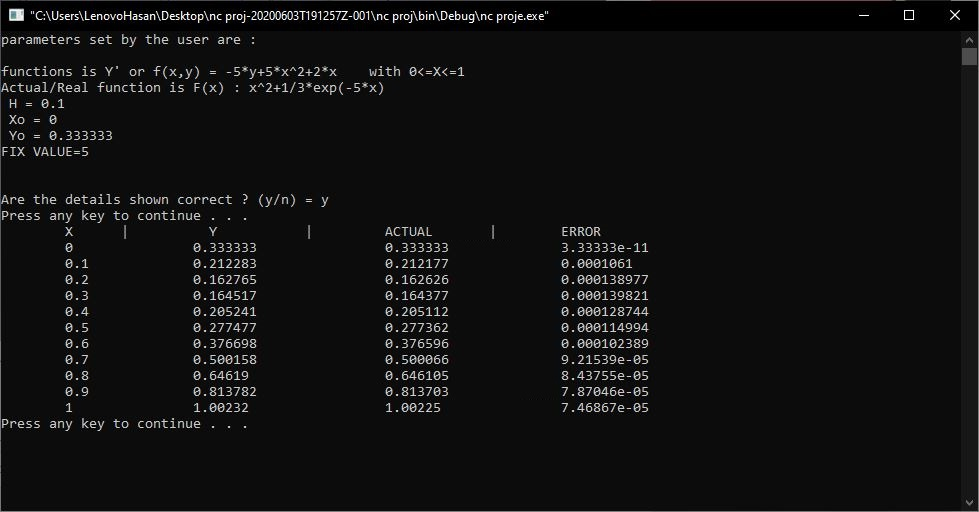 "C:\Users\LenovoHasan\Desktop\nc proj-20200603T191257Z-001\nc proj\bin\Debug\nc proje.exe"
parameters set by the user are :
functions is Y' or f(x,y) = -5*y+5*x^2+2*x    with 0<=X<=1
Actual/Real function is F(x) : x^2+1/3*exp(-5*x)
 H = 0.1
 Xo = 0
 Yo = 0.333333
FIX VALUE=5
Are the details shown correct ? (y/n) = y
Press any key to continue . . .
        X      |          Y           |         ACTUAL       |        ERROR
        0               0.333333                0.333333              3.33333e-11
        0.1             0.212283                0.212177              0.0001061
        0.2             0.162765                0.162626              0.000138977
        0.3             0.164517                0.164377              0.000139821
        0.4             0.205241                0.205112              0.000128744
        0.5             0.277477                0.277362              0.000114994
        0.6             0.376698                0.376596              0.000102389
        0.7             0.500158                0.500066              9.21539e-05
        0.8             0.64619                 0.646105              8.43755e-05
        0.9             0.813782                0.813703              7.87046e-05
        1               1.00232                 1.00225               7.46867e-05
Press any key to continue . . .